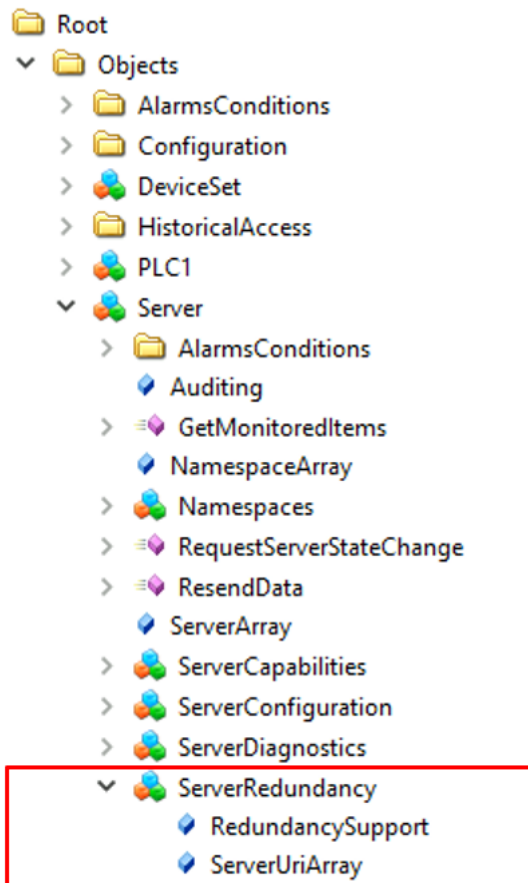 Root
Objects
AlarmsConditions
Configuration
DeviceSet
HistoricalAccess
PLC1
Server
AlarmsConditions
Auditing
GetMonitoredItems
NamespaceArray
Namespaces
RequestServerStateChange
ResendData
ServerArray
ServerCapabilities
ServerConfiguration
ServerDiagnostics
ServerRedundancy
RedundancySupport
ServerUriArray